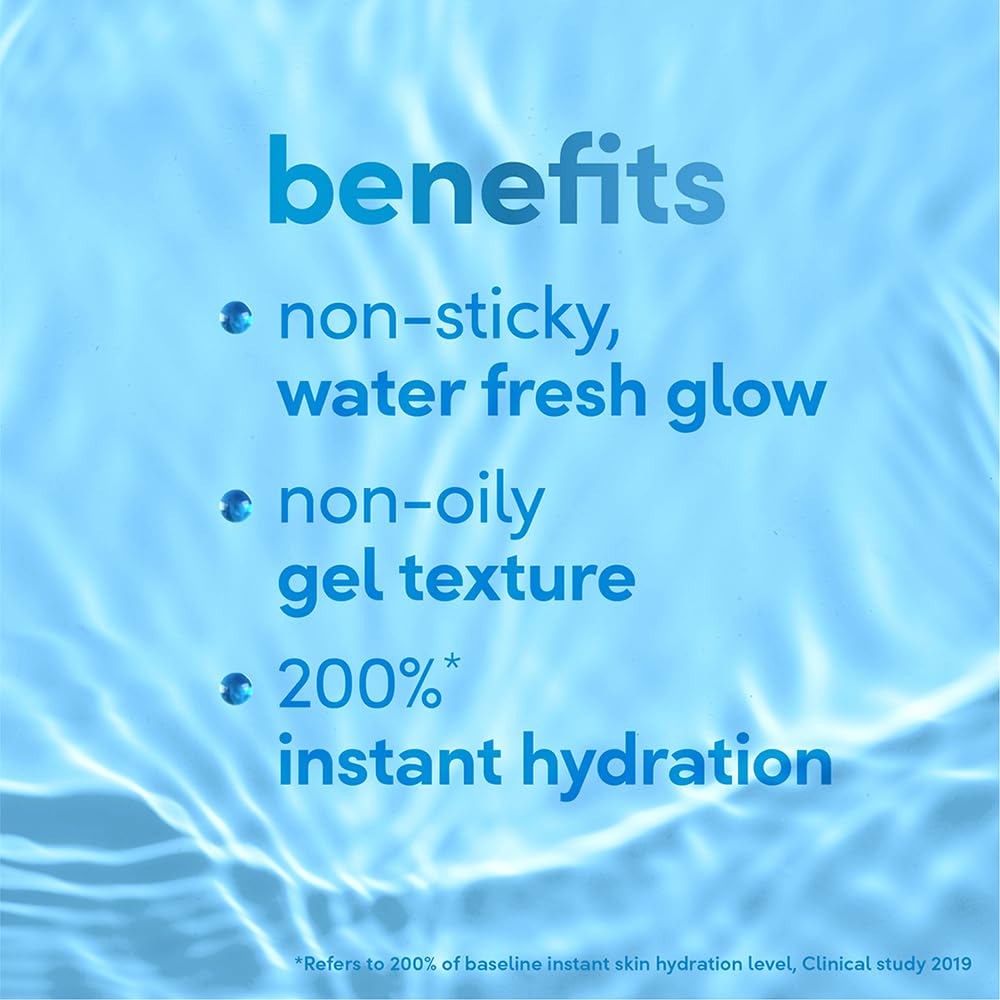 benefits
non-sticky,
water fresh glow
non-oily
gel texture
200%*
instant hydration
*Refers to 200% of baseline instant skin hydration level, Clinical study 2019